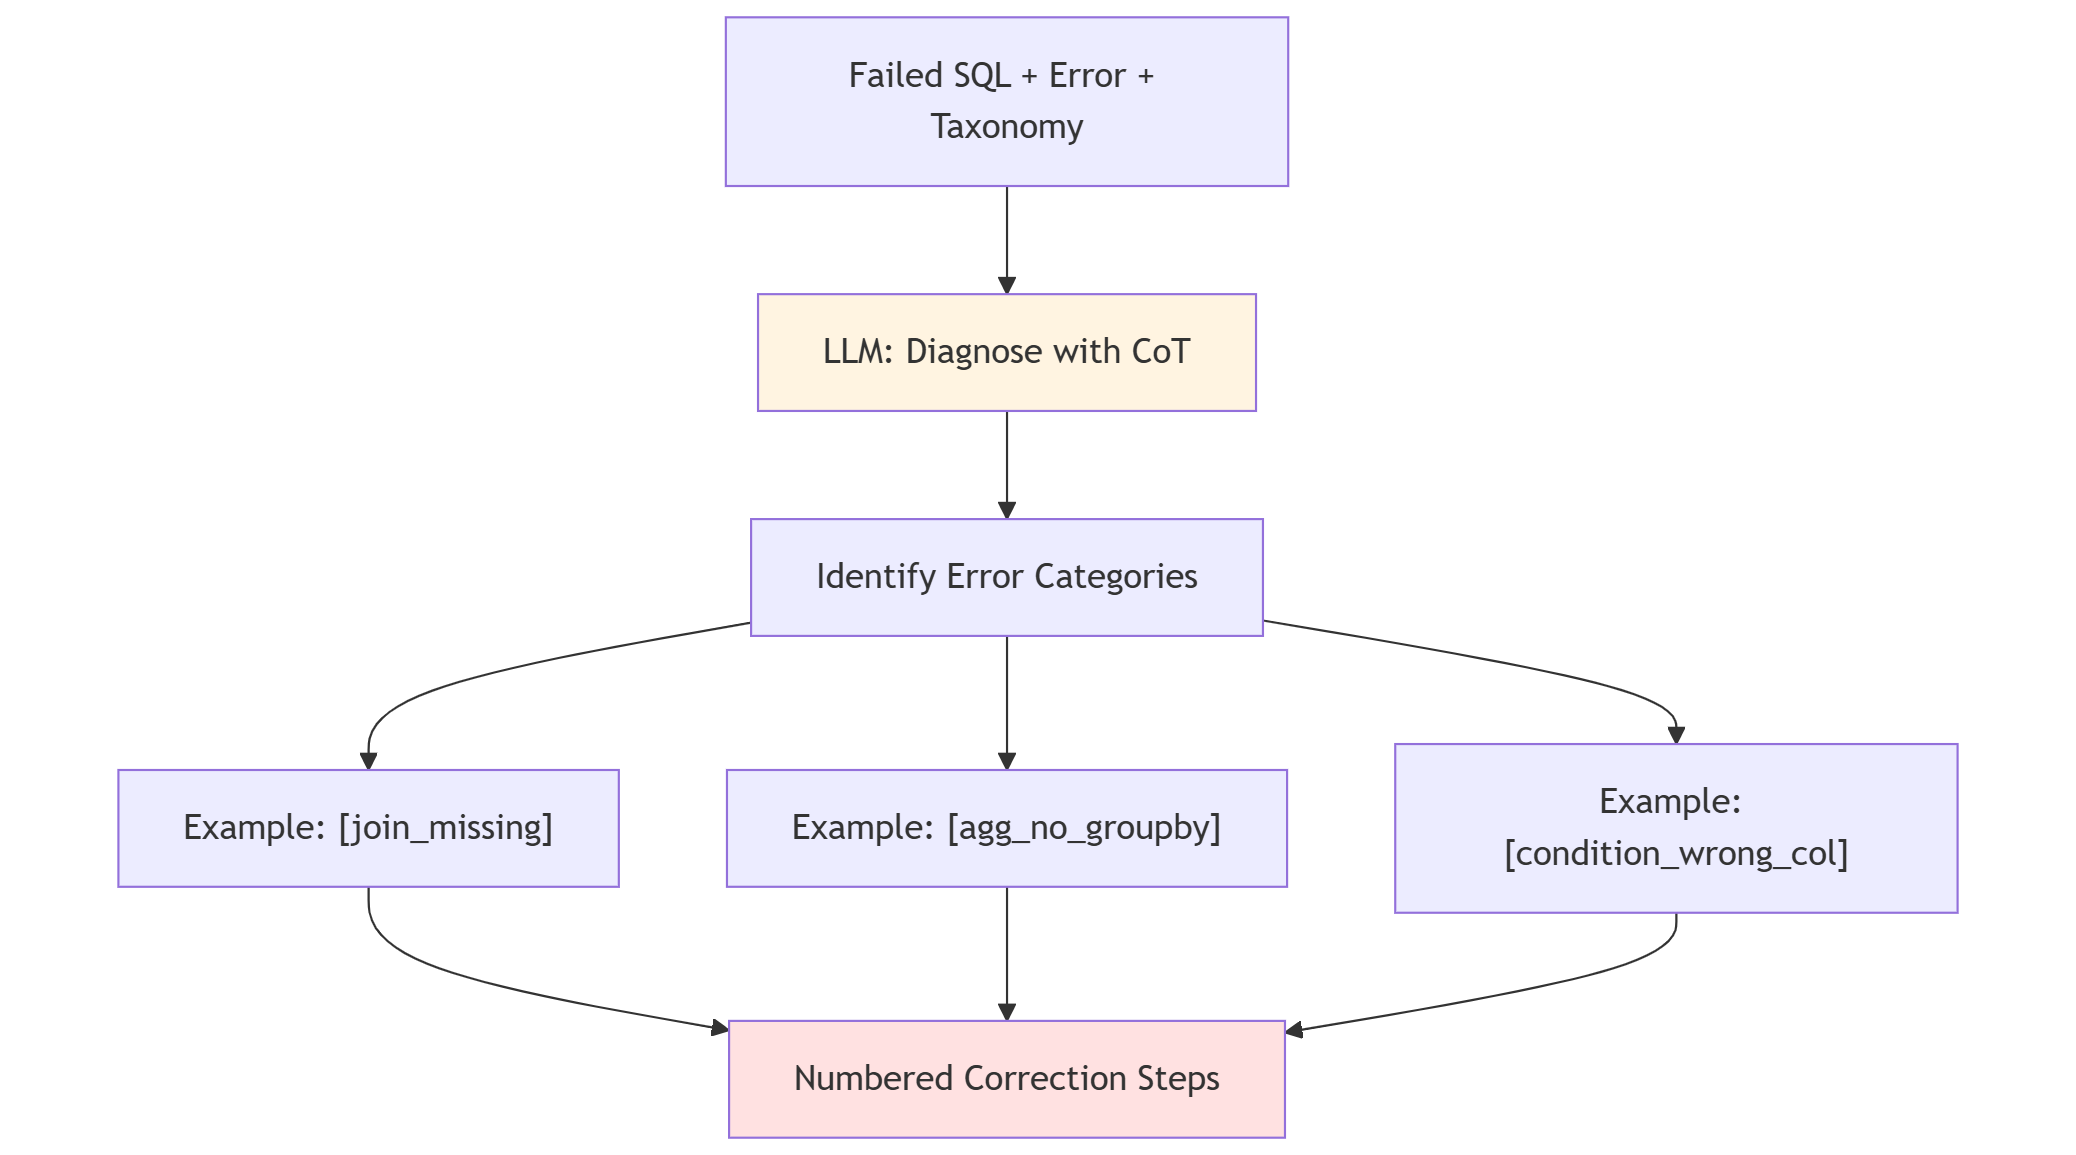 Failed SQL + Error +
Taxonomy
LLM: Diagnose with CoT
Identify Error Categories
Example: [join_missing]
Example: [agg_no_groupby]
Example:
[condition_wrong_col]
Numbered Correction Steps